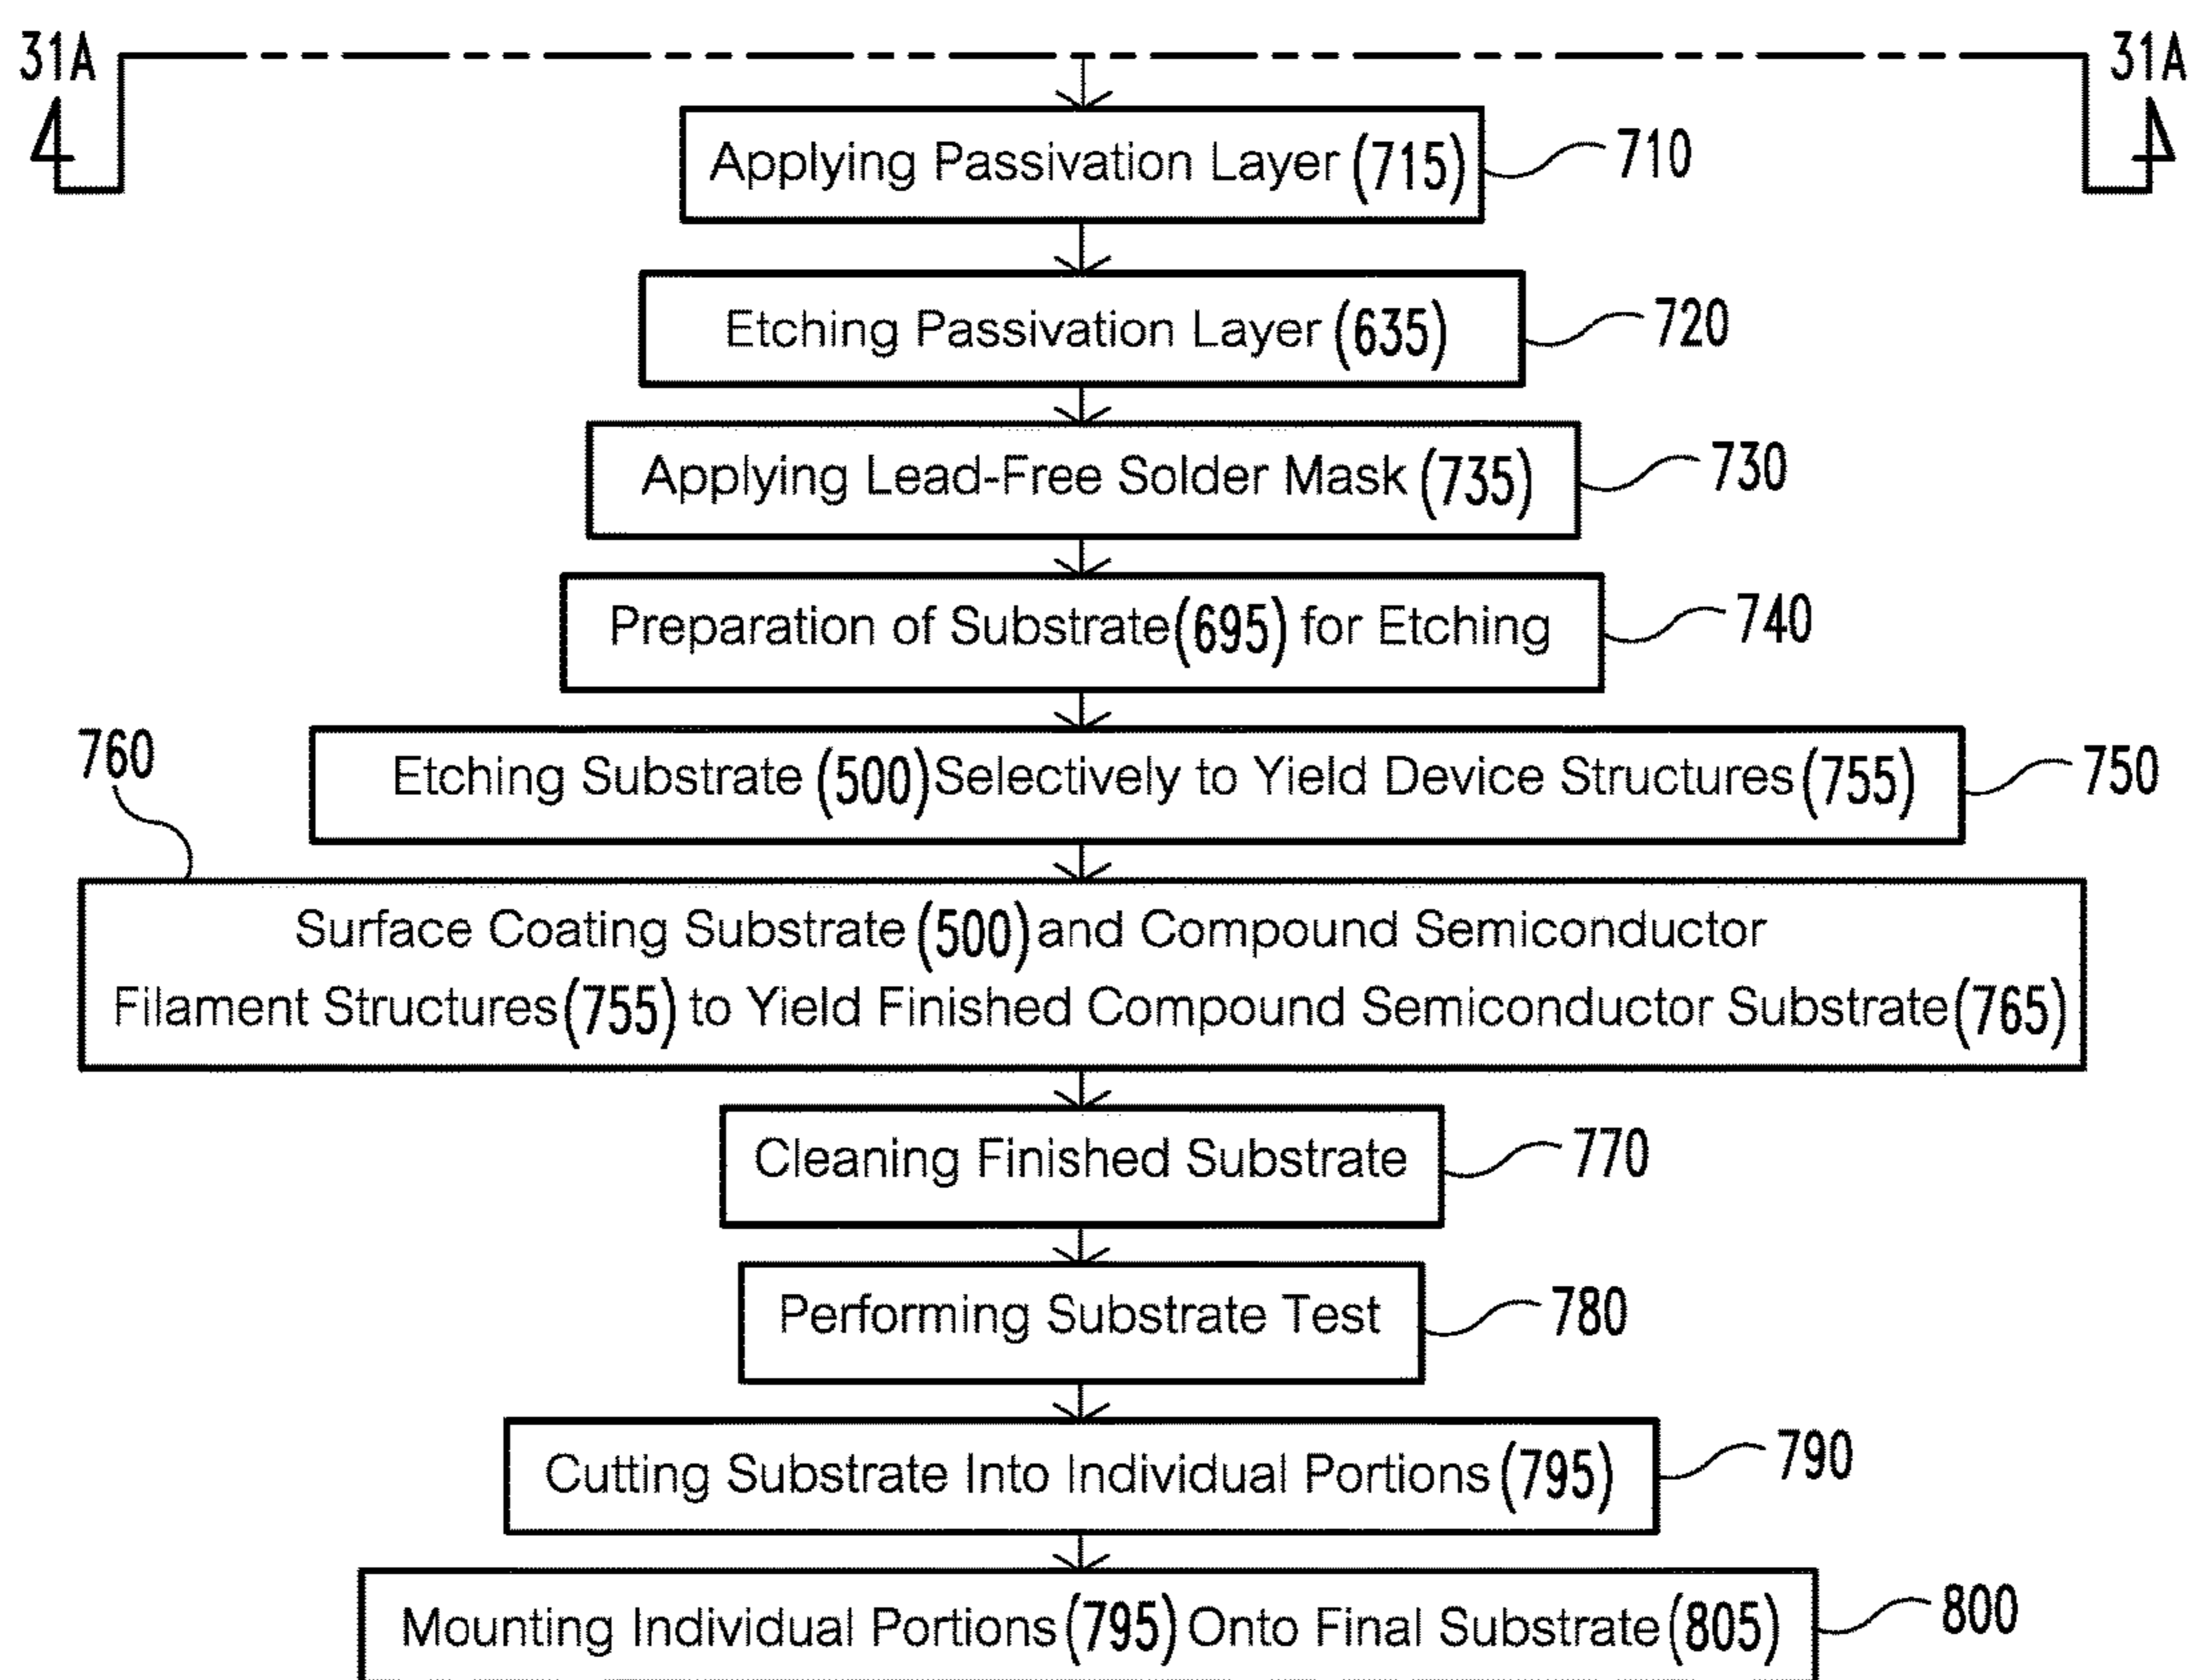 31A 31A
Applying Passivation Layer (715) 710
Etching Passivation Layer (635) 720
Applying Lead-Free Solder Mask (735) 730
Preparation of Substrate (695) for Etching 740
760
Etching Substrate (500) Selectively to Yield Device Structures (755) 750
Surface Coating Substrate (500) and Compound Semiconductor
Filament Structures (755) to Yield Finished Compound Semiconductor Substrate (765)
Cleaning Finished Substrate 770
Performing Substrate Test 780
Cutting Substrate Into Individual Portions (795) 790
Mounting Individual Portions (795) Onto Final Substrate (805) 800